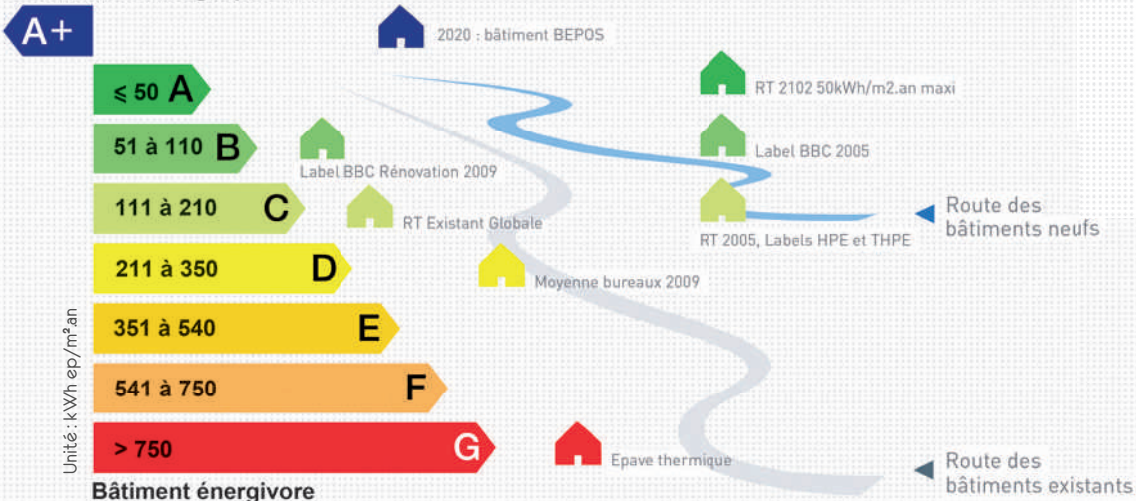 A+
2020 : bâtiment BEPOS
≤ 50 A
RT 2102 50kWh/m2.an maxi
51 à 110 B
Label BBC Rénovation 2009
Label BBC 2005
111 à 210 C
RT Existant Globale
RT 2005, Labels HPE et THPE
Route des
bâtiments neufs
211 à 350 D
Moyenne bureaux 2009
351 à 540 E
541 à 750 F
> 750 G
Epave thermique
Route des
bâtiments existants
Unité : kWh ep/m².an
Bâtiment énergivore